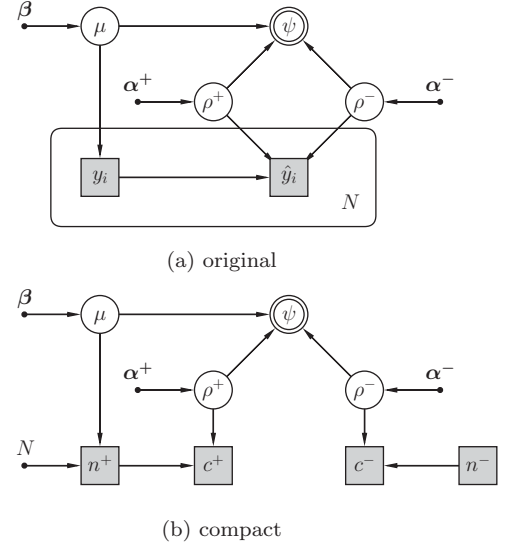 β μ ψ
α⁺ ρ⁺ ρ⁻ α⁻
yᵢ ŷᵢ N
(a) original
β μ ψ
α⁺ ρ⁺ ρ⁻ α⁻
N n⁺ c⁺ c⁻ n⁻
(b) compact